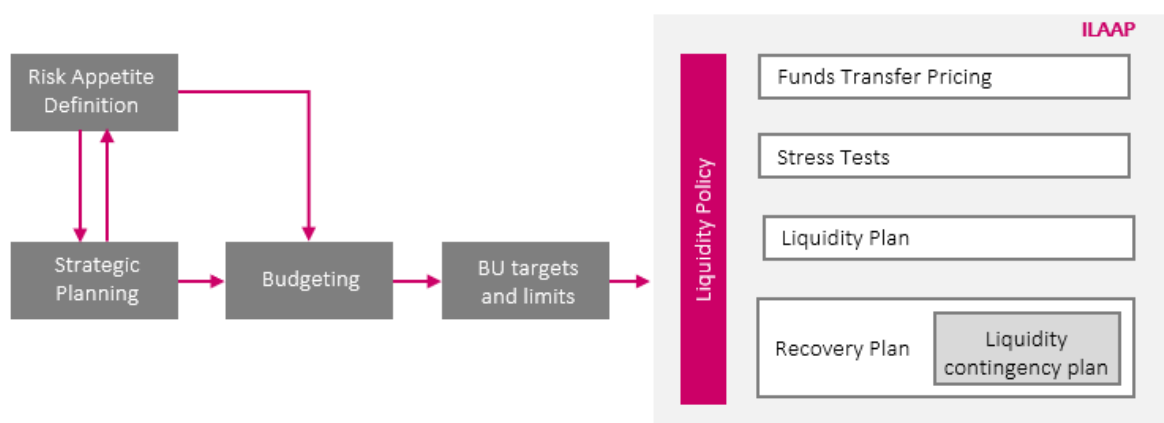 ILAAP
Risk Appetite
Definition
Strategic
Planning
Budgeting
BU targets
and limits
Liquidity Policy
Funds Transfer Pricing
Stress Tests
Liquidity Plan
Recovery Plan
Liquidity
contingency plan